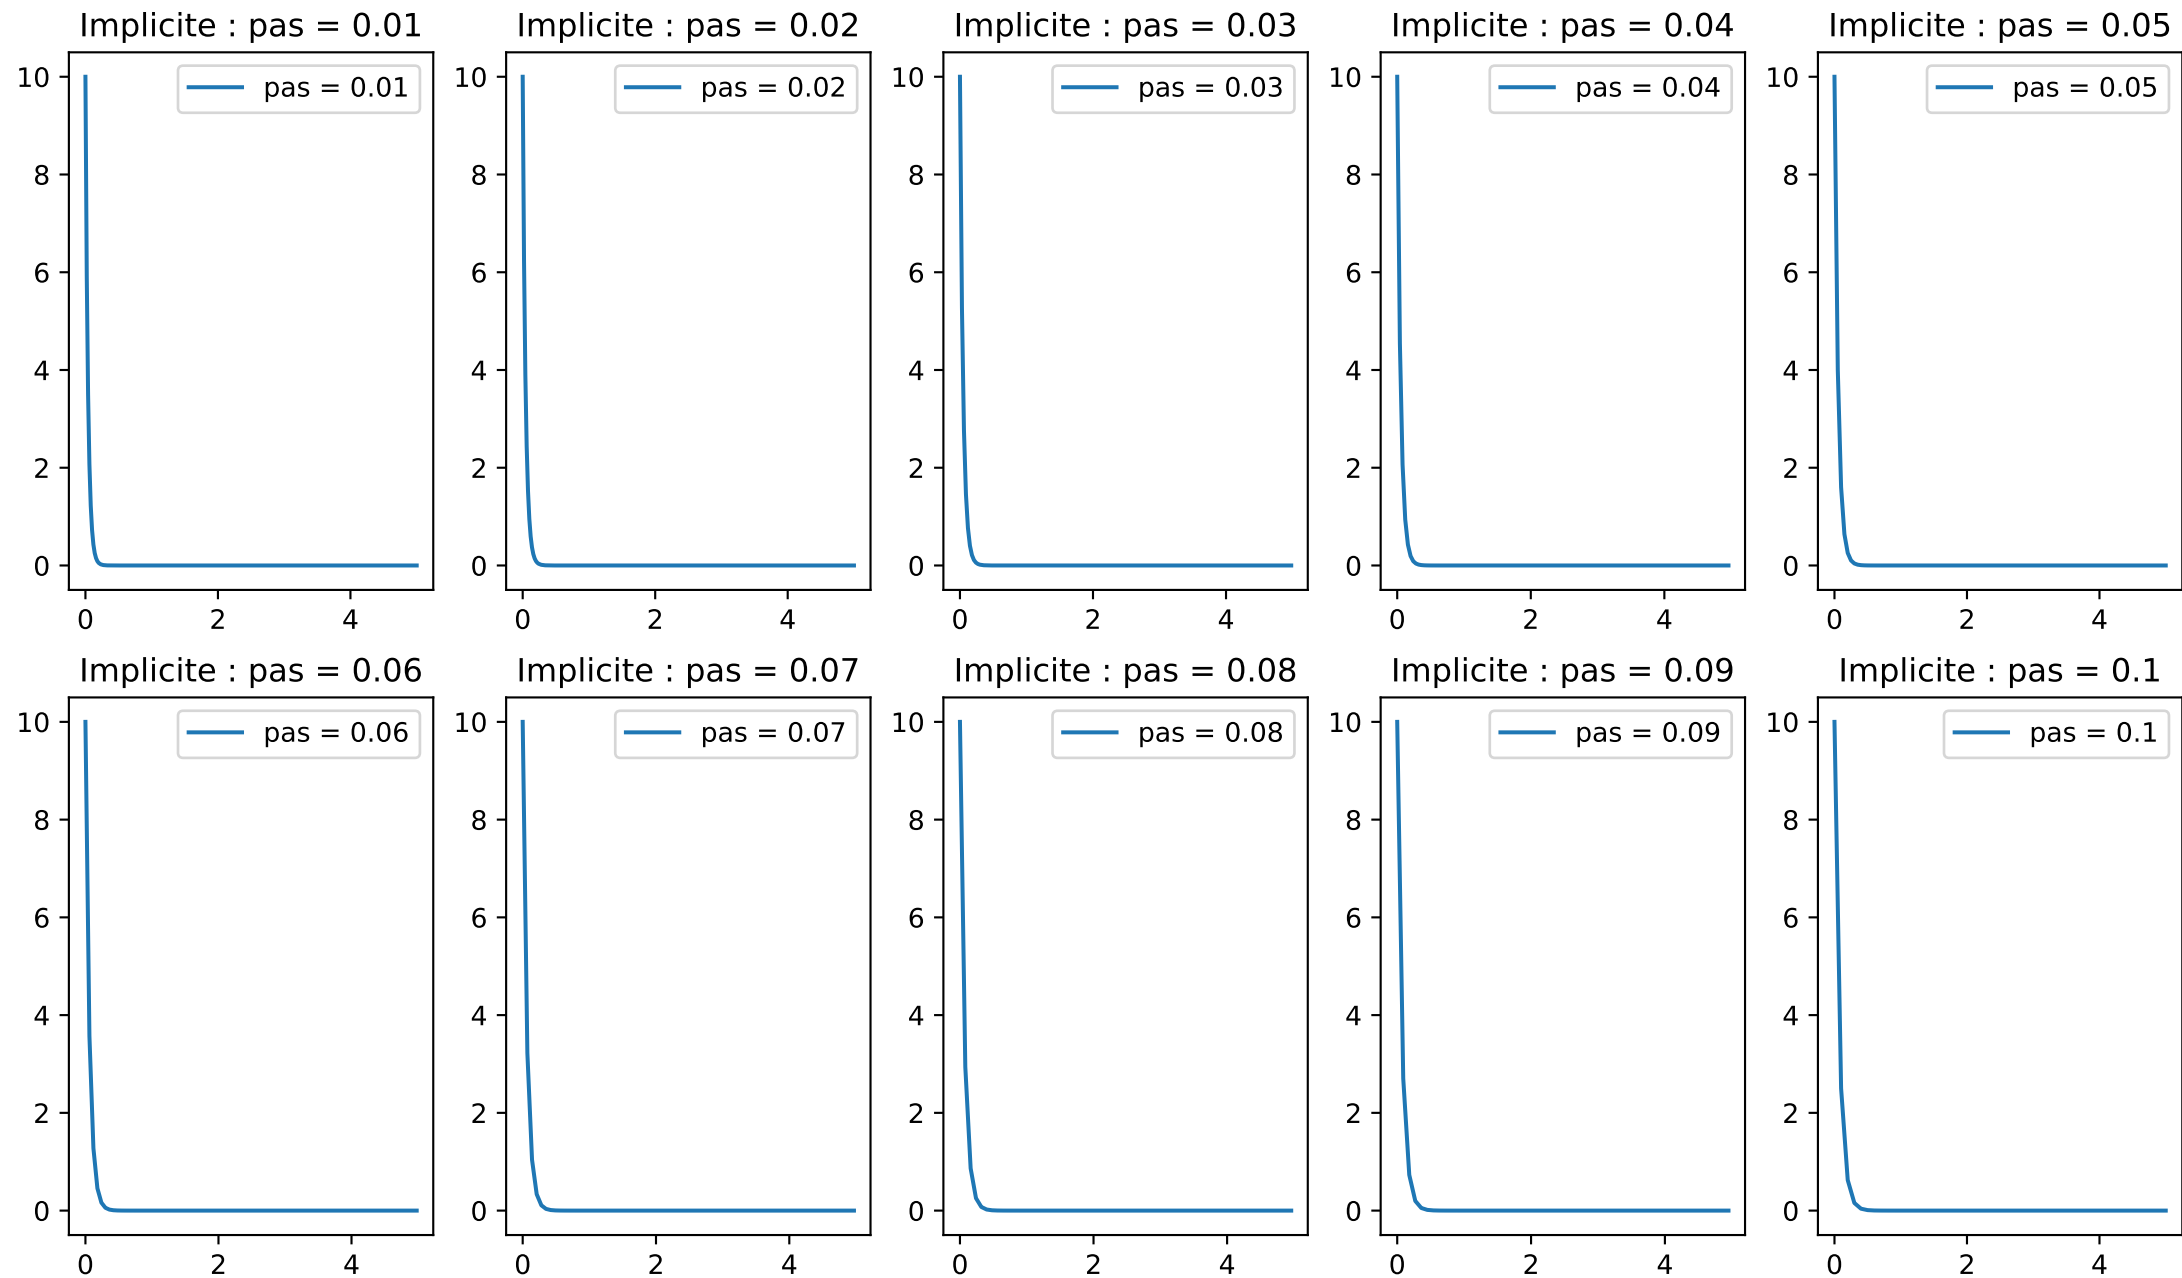 Implicite : pas = 0.01
Implicite : pas = 0.02
Implicite : pas = 0.03
Implicite : pas = 0.04
Implicite : pas = 0.05
pas = 0.01
pas = 0.02
pas = 0.03
pas = 0.04
pas = 0.05
10
8
6
4
2
0
0 2 4
10
8
6
4
2
0
0 2 4
10
8
6
4
2
0
0 2 4
10
8
6
4
2
0
0 2 4
10
8
6
4
2
0
0 2 4
Implicite : pas = 0.06
Implicite : pas = 0.07
Implicite : pas = 0.08
Implicite : pas = 0.09
Implicite : pas = 0.1
pas = 0.06
pas = 0.07
pas = 0.08
pas = 0.09
pas = 0.1
10
8
6
4
2
0
0 2 4
10
8
6
4
2
0
0 2 4
10
8
6
4
2
0
0 2 4
10
8
6
4
2
0
0 2 4
10
8
6
4
2
0
0 2 4